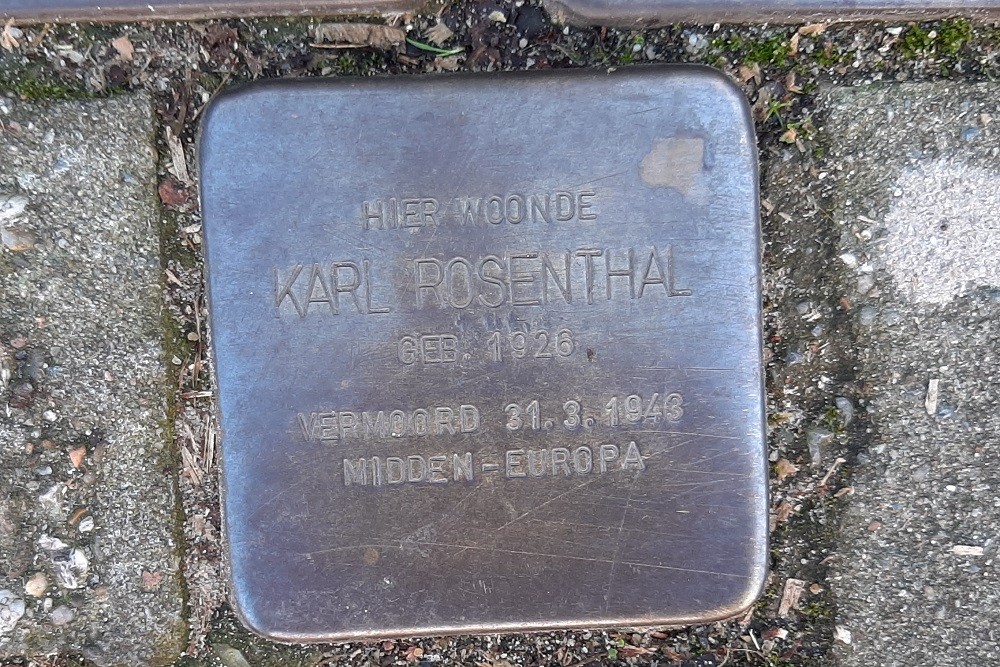 HIER WOONDE
KARL ROSENTHAL
GEB. 1926
VERMOORD 31.3.1943
MIDDEN-EUROPA